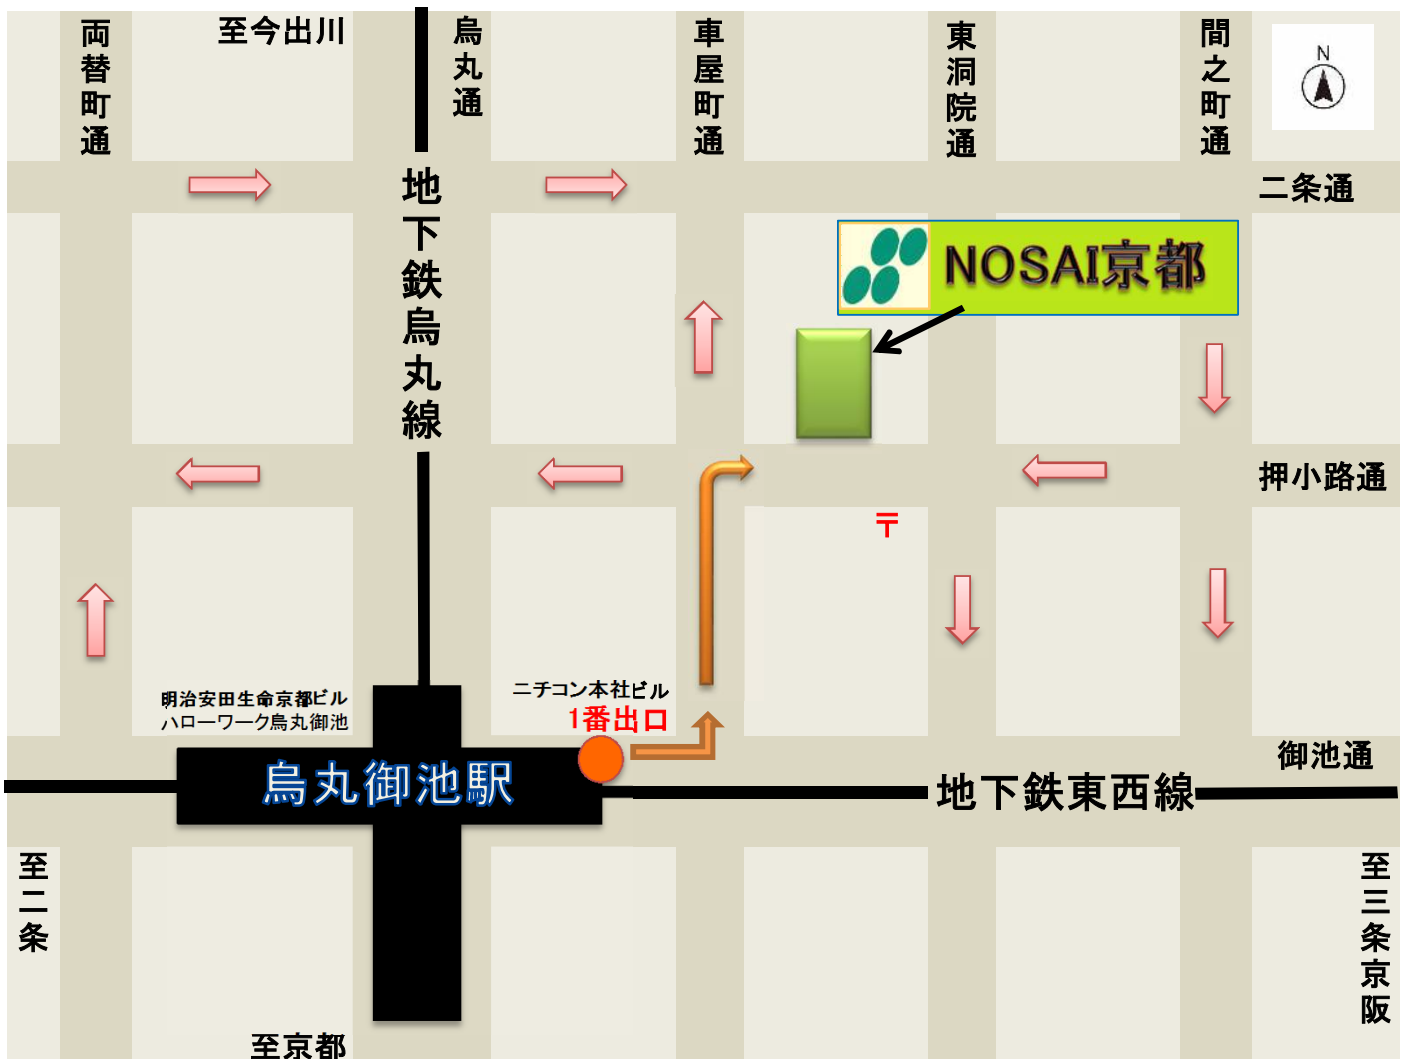 両替町通
至今出川
烏丸通
車屋町通
東洞院通
間之町通
N
二条通
地下鉄烏丸線
NOSAI京都
押小路通
〒
明治安田生命京都ビル
ハローワーク烏丸御池
ニチコン本社ビル
1番出口
烏丸御池駅
御池通
地下鉄東西線
至二条
至三条京阪
至京都